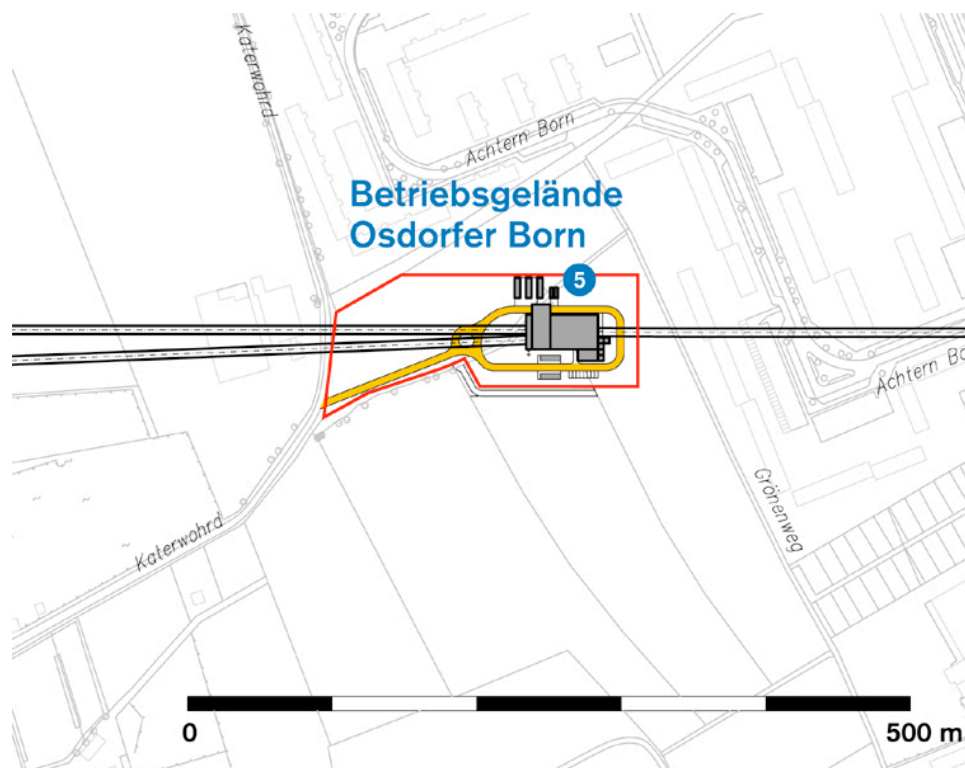 Katerwohrd
Achtern Born
Betriebsgelände
Osdorfer Born
5
Achtern Bo
Grönenweg
Katerwohrd
0
500 m